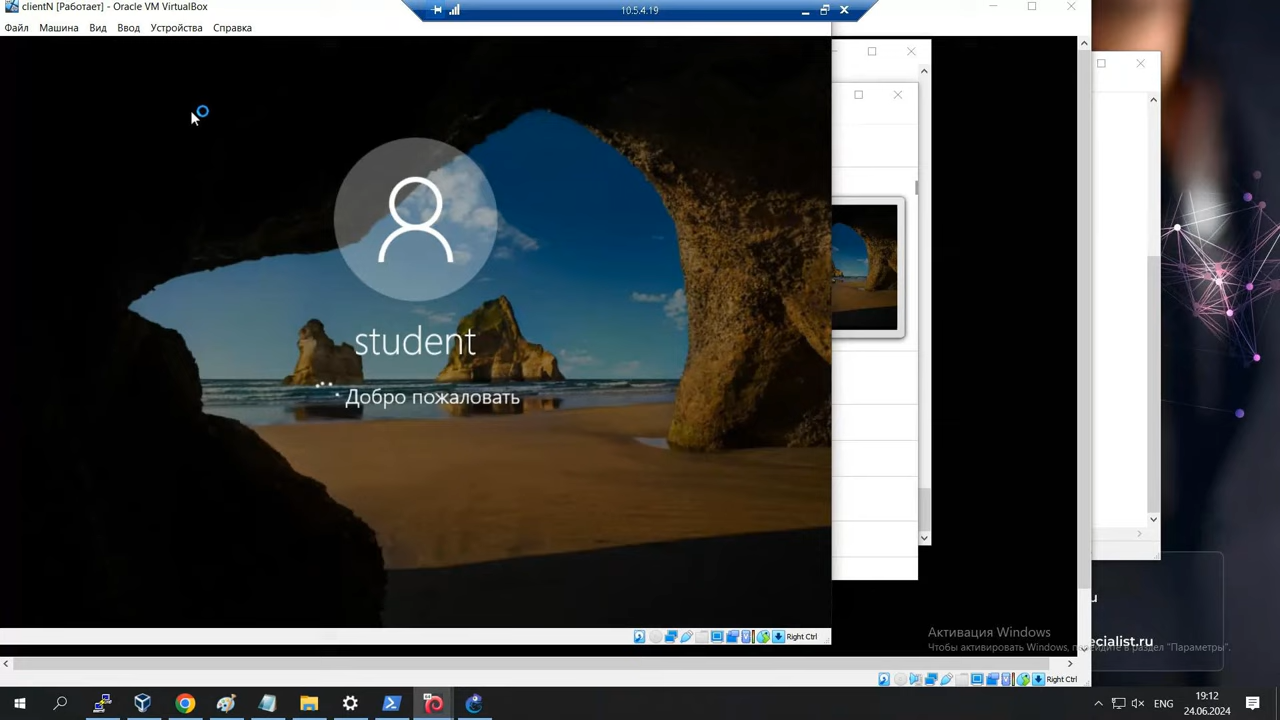 clientN [Работает] - Oracle VM VirtualBox
10.5.4.19
Файл Машина Вид Ввод Устройства Справка
student
Добро пожаловать
Right Ctrl
Активация Windows
Чтобы активировать Windows, перейдите в раздел "Параметры".
u
ecialist.ru
Right Ctrl
ENG
19:12
24.06.2024